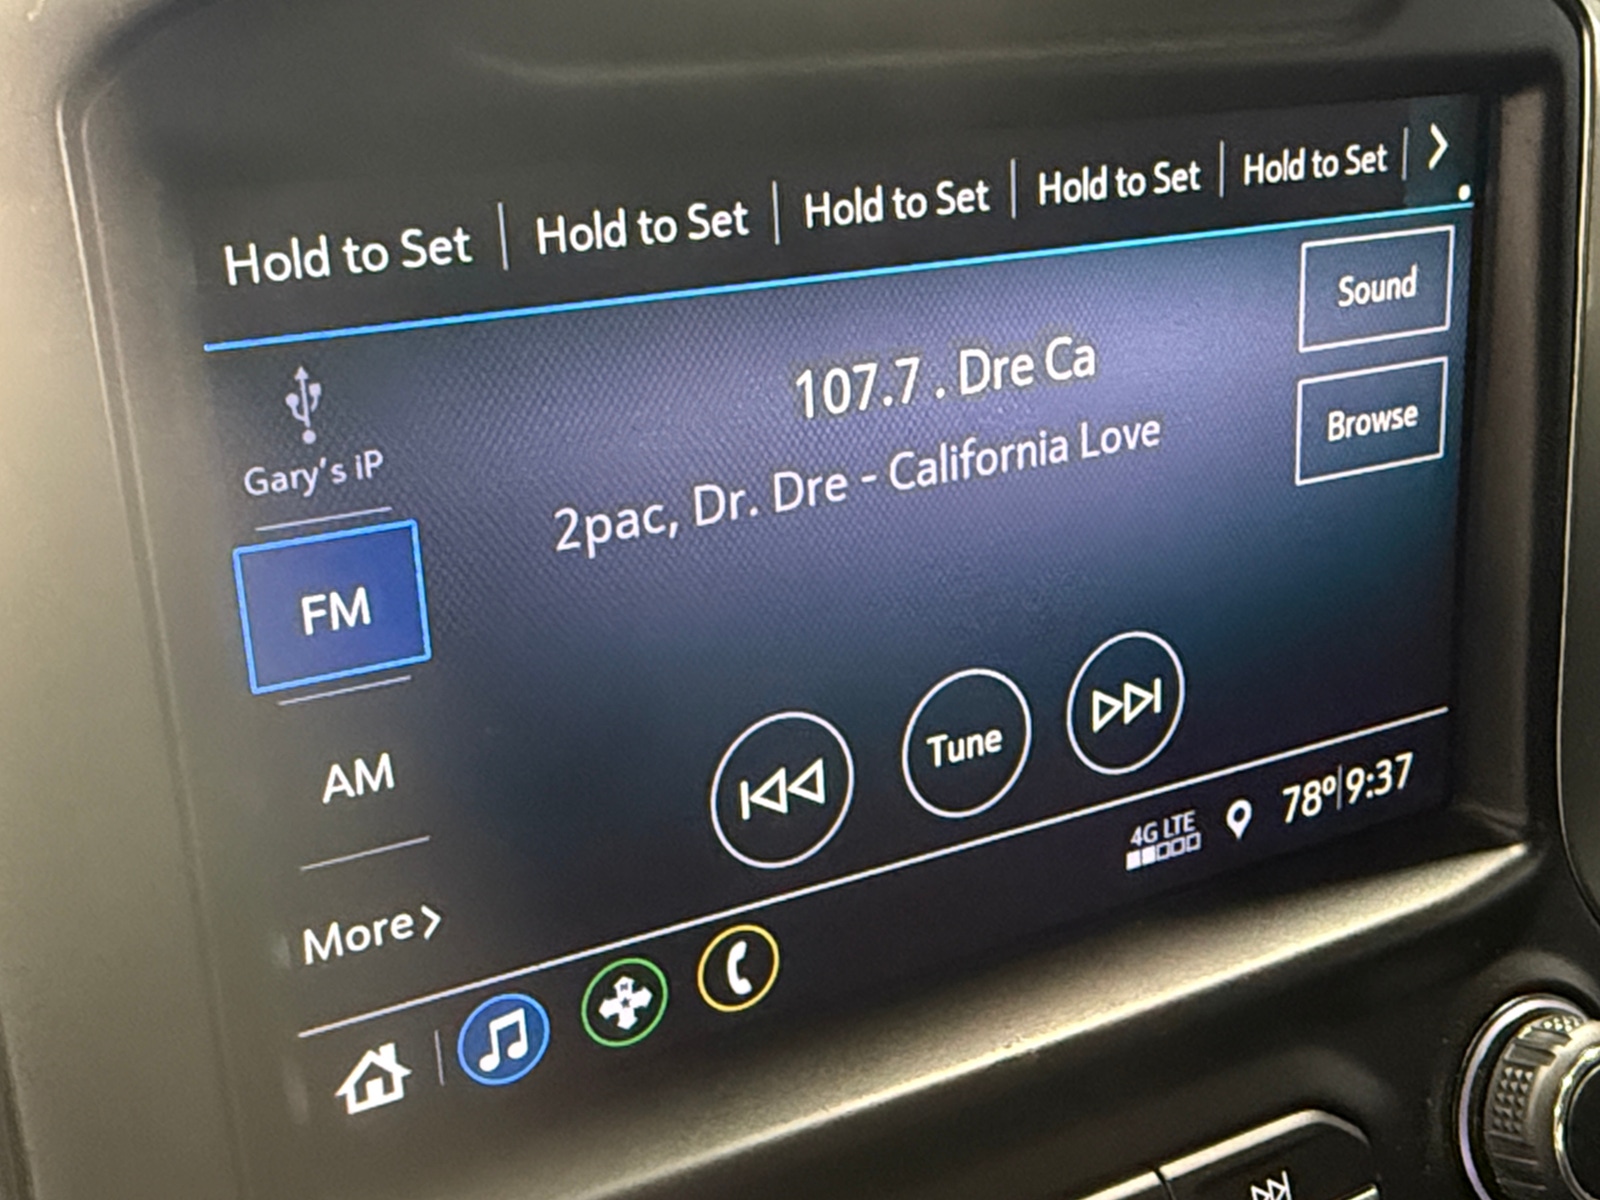 Hold to Set | Hold to Set | Hold to Set | Hold to Set | Hold to Set | >
Sound
107.7 . Dre Ca
Browse
Gary's iP
2pac, Dr. Dre - California Love
FM
Tune
AM
4G LTE
78º|9:37
More >